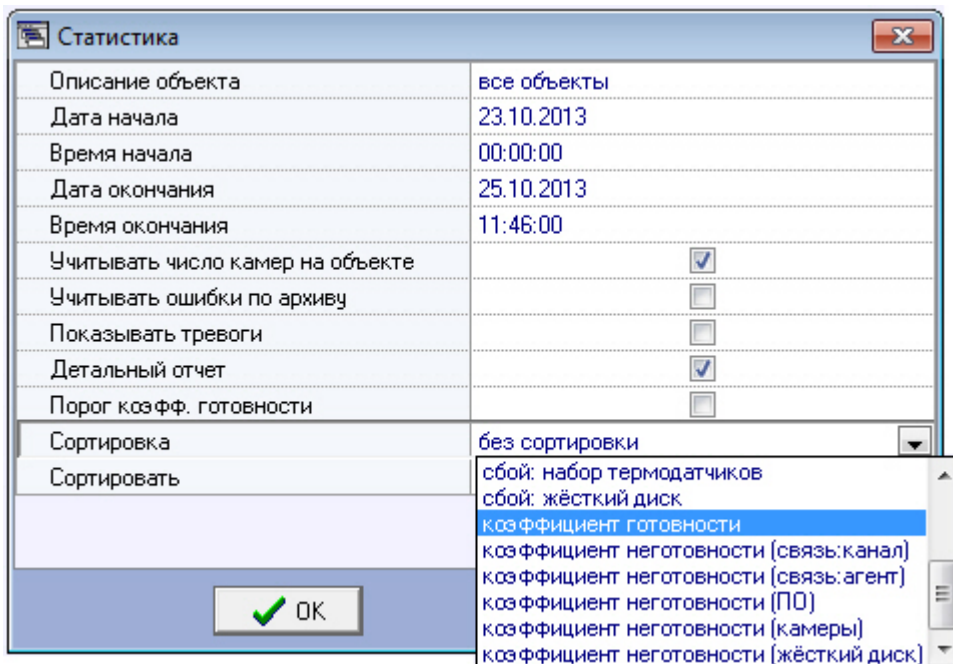 Статистика
Описание объекта все объекты
Дата начала 23.10.2013
Время начала 00:00:00
Дата окончания 25.10.2013
Время окончания 11:46:00
Учитывать число камер на объекте
Учитывать ошибки по архиву
Показывать тревоги
Детальный отчет
Порог коэфф. готовности
Сортировка без сортировки
Сортировать
сбой: набор термодатчиков
сбой: жёсткий диск
коэффициент готовности
коэффициент неготовности (связь:канал)
коэффициент неготовности (связь:агент)
коэффициент неготовности (ПО)
коэффициент неготовности (камеры)
коэффициент неготовности (жёсткий диск)
OK